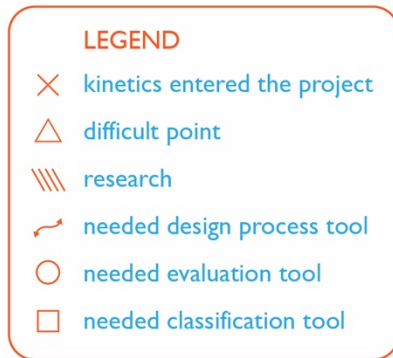 LEGEND
kinetics entered the project
difficult point
research
needed design process tool
needed evaluation tool
needed classification tool